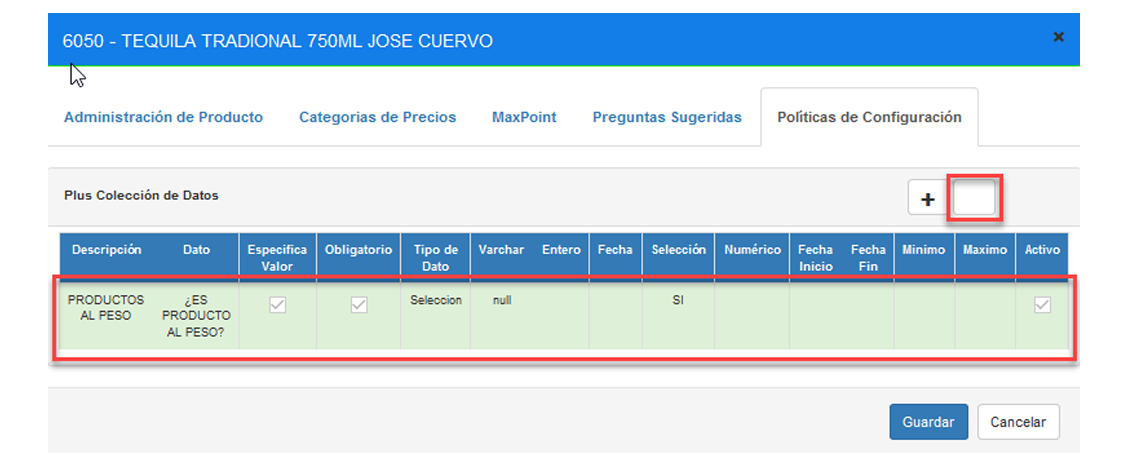 6050 - TEQUILA TRADIONAL 750ML JOSE CUERVO ×
Administración de Producto Categorias de Precios MaxPoint Preguntas Sugeridas Políticas de Configuración
Plus Colección de Datos +
Descripción Dato Especifica Valor Obligatorio Tipo de Dato Varchar Entero Fecha Selección Numérico Fecha Inicio Fecha Fin Minimo Maximo Activo
PRODUCTOS AL PESO ¿ES PRODUCTO AL PESO? Seleccion null SI
Guardar Cancelar